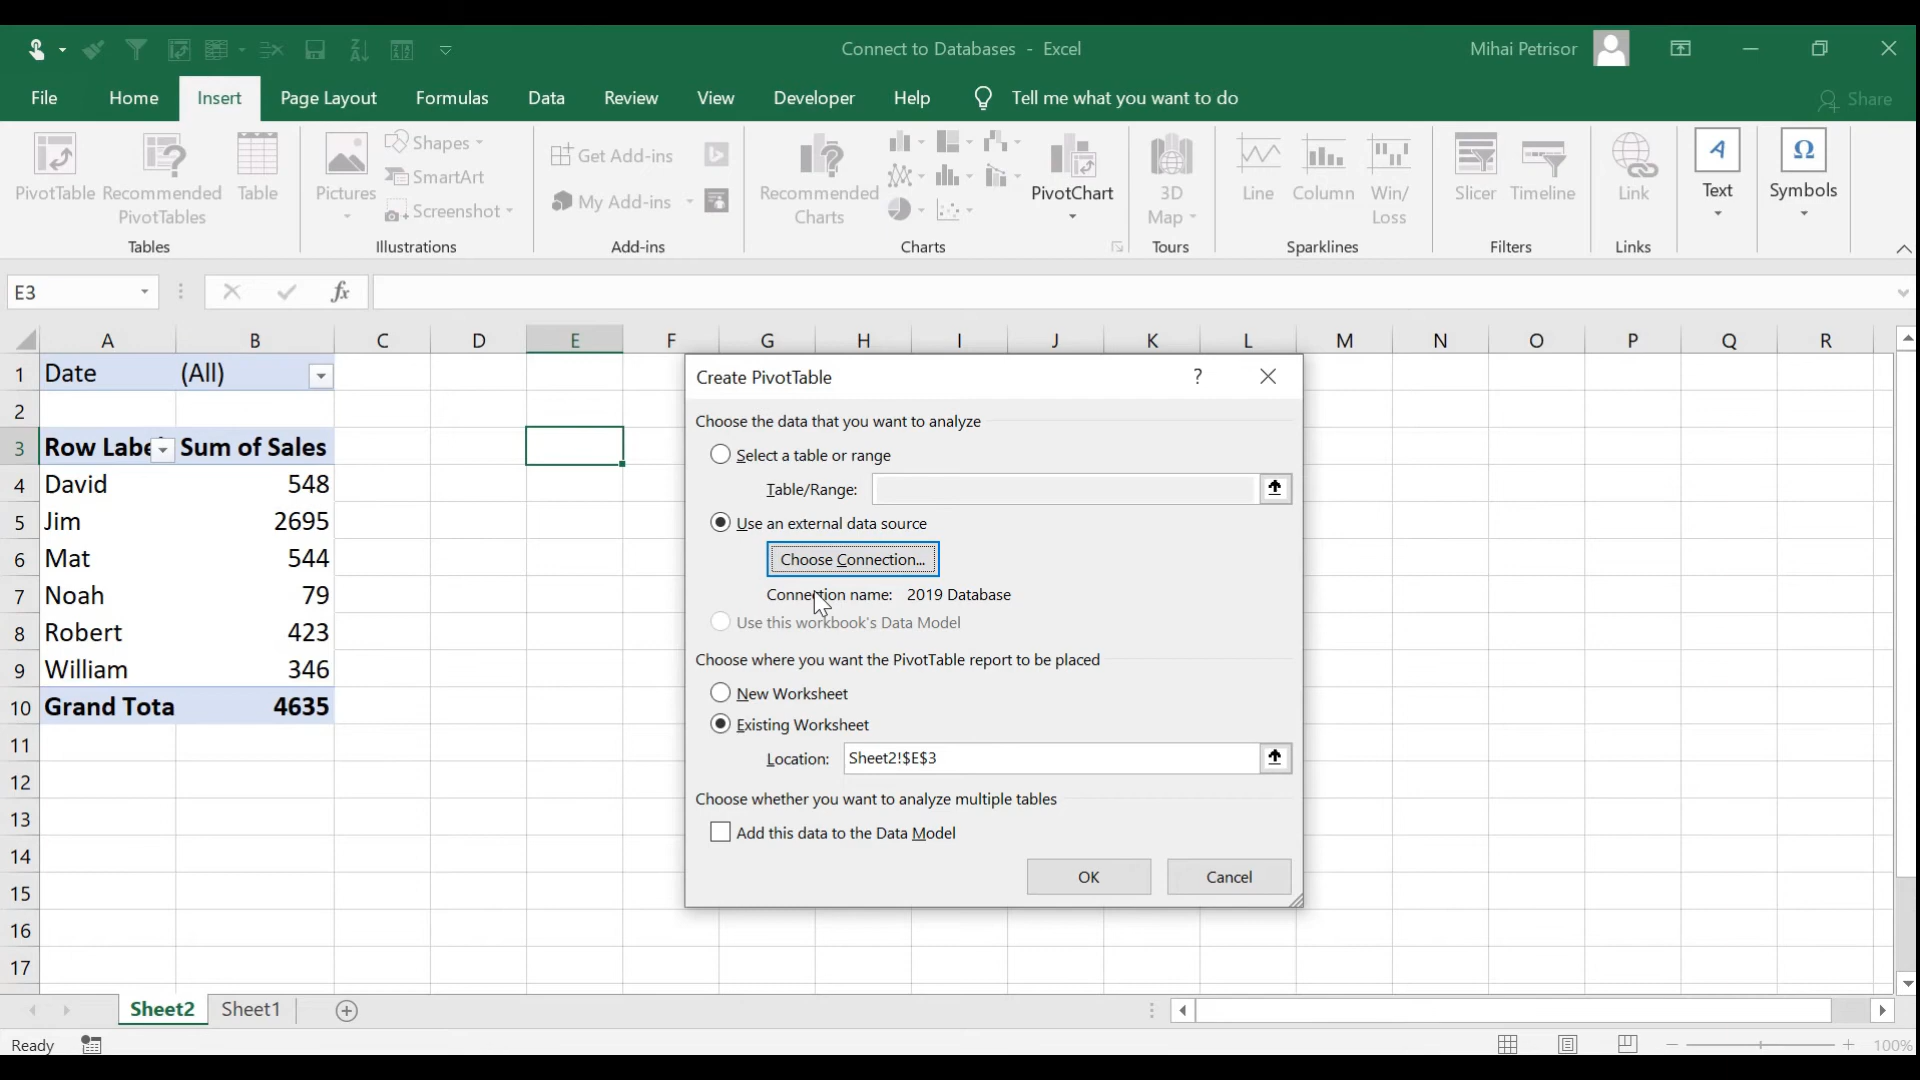 Connect to Databases - Excel
Mihai Petrisor
File Home Insert Page Layout Formulas Data Review View Developer Help Tell me what you want to do Share
PivotTable
Recommended
PivotTables
Table
Tables
Pictures
Shapes
SmartArt
Screenshot
Illustrations
Get Add-ins
My Add-ins
Add-ins
Recommended
Charts
PivotChart
Charts
3D
Map
Tours
Line
Column
Win/
Loss
Sparklines
Slicer
Timeline
Filters
Link
Links
A
Text
Ω
Symbols
E3
fx
A B C D E F G H I J K L M N O P Q R
1 Date (All)
2
3 Row Labe Sum of Sales
4 David 548
5 Jim 2695
6 Mat 544
7 Noah 79
8 Robert 423
9 William 346
10 Grand Tota 4635
11
12
13
14
15
16
17
Create PivotTable ?
Choose the data that you want to analyze
Select a table or range
Table/Range:
Use an external data source
Choose Connection...
Connection name: 2019 Database
Use this workbook's Data Model
Choose where you want the PivotTable report to be placed
New Worksheet
Existing Worksheet
Location: Sheet2!$E$3
Choose whether you want to analyze multiple tables
Add this data to the Data Model
OK Cancel
Sheet2 Sheet1
Ready 100%